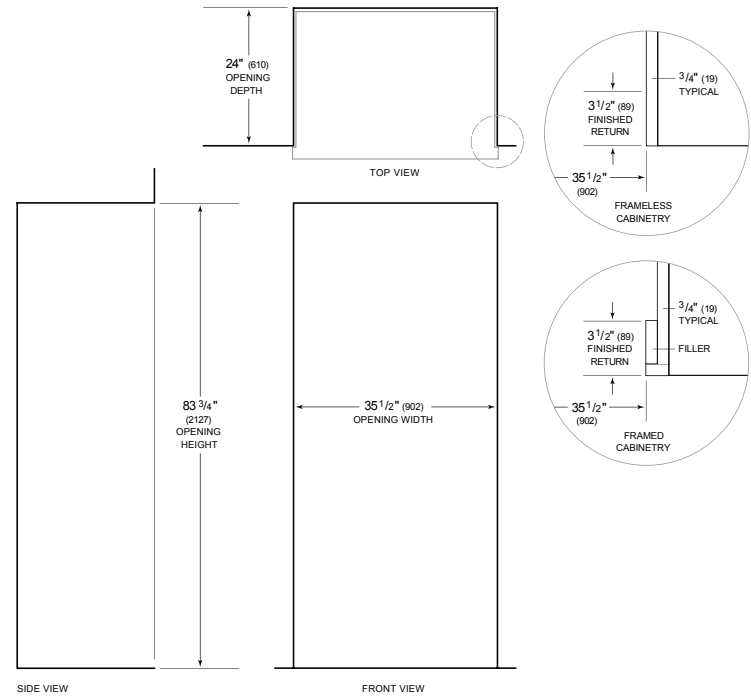 24" (610)
OPENING
DEPTH
TOP VIEW
3/4" (19)
TYPICAL
3 1/2" (89)
FINISHED
RETURN
35 1/2"
(902)
FRAMELESS
CABINETRY
3/4" (19)
TYPICAL
3 1/2" (89)
FINISHED
RETURN
FILLER
35 1/2"
(902)
FRAMED
CABINETRY
83 3/4"
(2127)
OPENING
HEIGHT
35 1/2" (902)
OPENING WIDTH
SIDE VIEW
FRONT VIEW